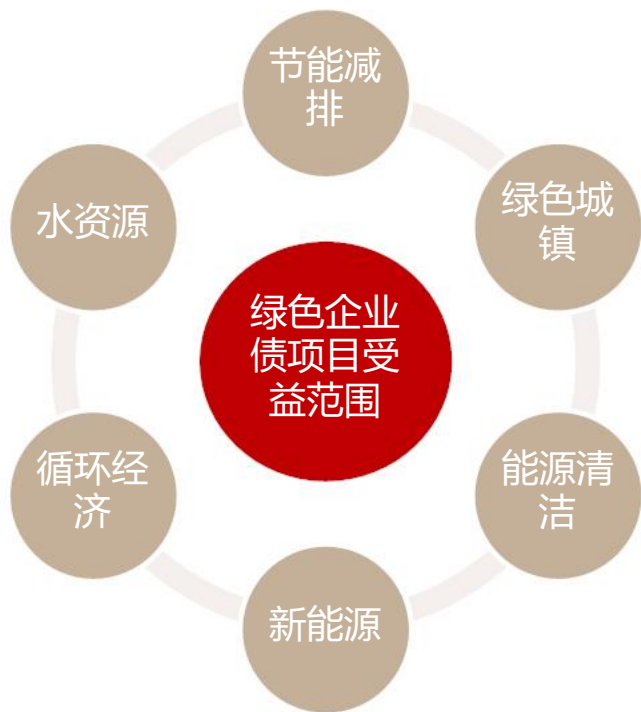 节能减
排
绿色城
镇
能源清
洁
新能源
循环经
济
水资源
绿色企业
债项目受
益范围